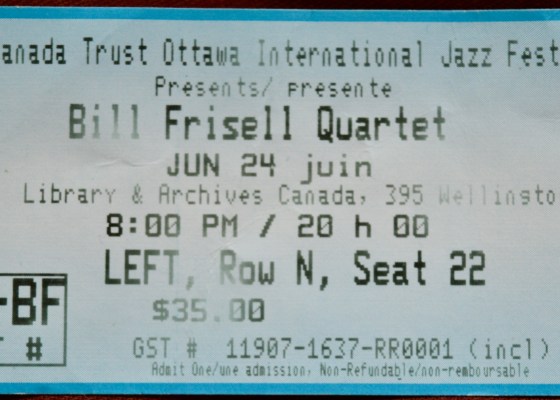 anada Trust Ottawa International Jazz Fest
Presents/ presente
Bill Frisell Quartet
JUN 24 juin
Library & Archives Canada, 395 Wellingto
8:00 PM / 20 h 00
LEFT, Row N, Seat 22
-BF
$35.00
T #
GST # 11907-1637-RR0001 (incl)
Admit One/une admission, Non-Refundable/non-remboursable